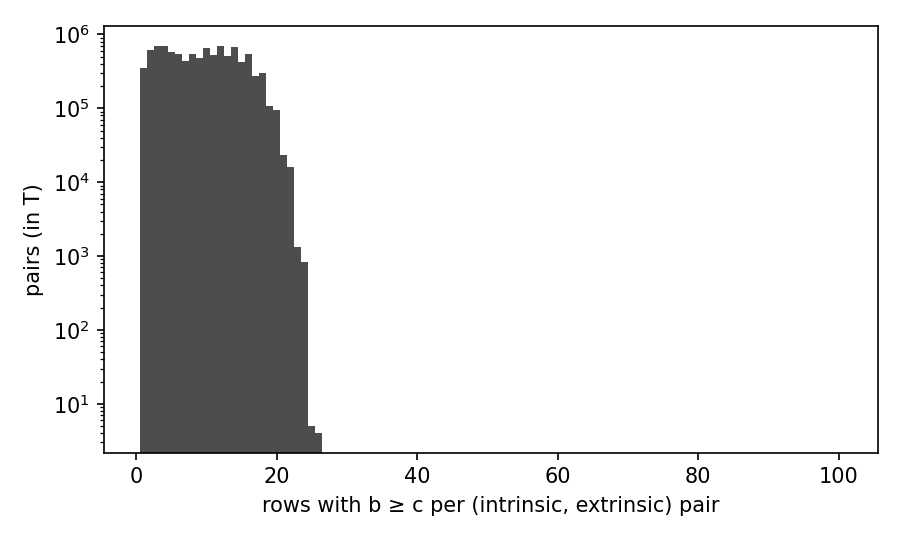 10⁶
10⁵
10⁴
10³
10²
10¹
pairs (in T)
0 20 40 60 80 100
rows with b ≥ c per (intrinsic, extrinsic) pair